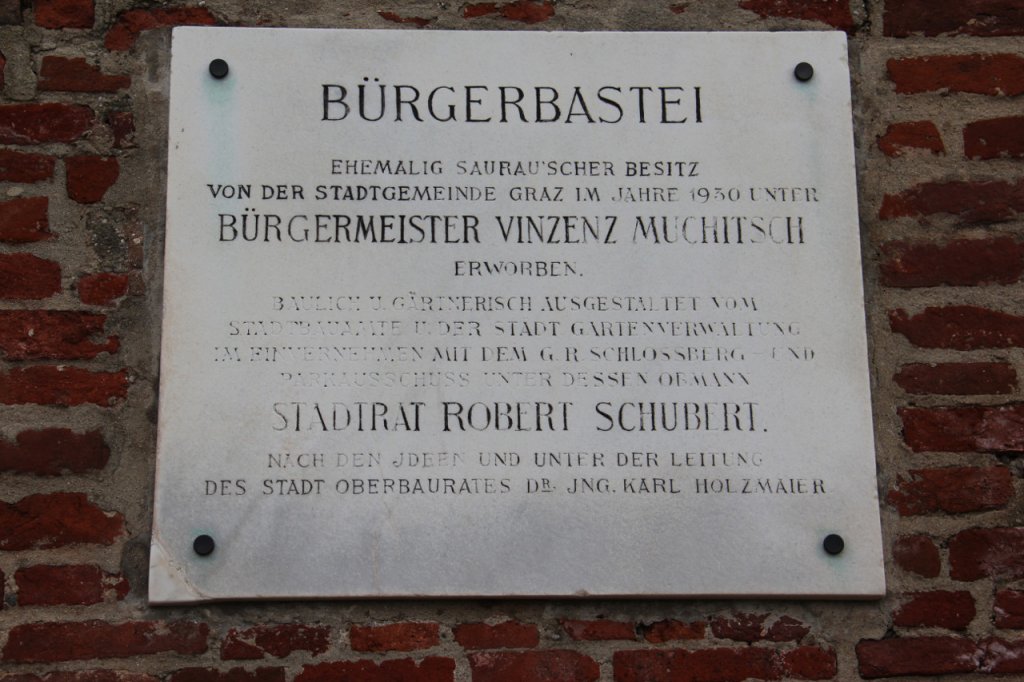 BÜRGERBASTEI
EHEMALIG SAURAU'SCHER BESITZ
VON DER STADTGEMEINDE GRAZ IM JAHRE 1930 UNTER
BÜRGERMEISTER VINZENZ MUCHITSCH
ERWORBEN.
BAULICH U. GÄRTNERISCH AUSGESTALTET VOM
STADTBAUAMTE U. DER STADT GARTENVERWALTUNG
IM EINVERNEHMEN MIT DEM G.R. SCHLOSSBERG - UND
PARKAUSSCHUSS UNTER DESSEN OBMANN
STADTRAT ROBERT SCHUBERT.
NACH DEN JDEEN UND UNTER DER LEITUNG
DES STADT OBERBAURATES DR. JNG. KARL HOLZMAIER